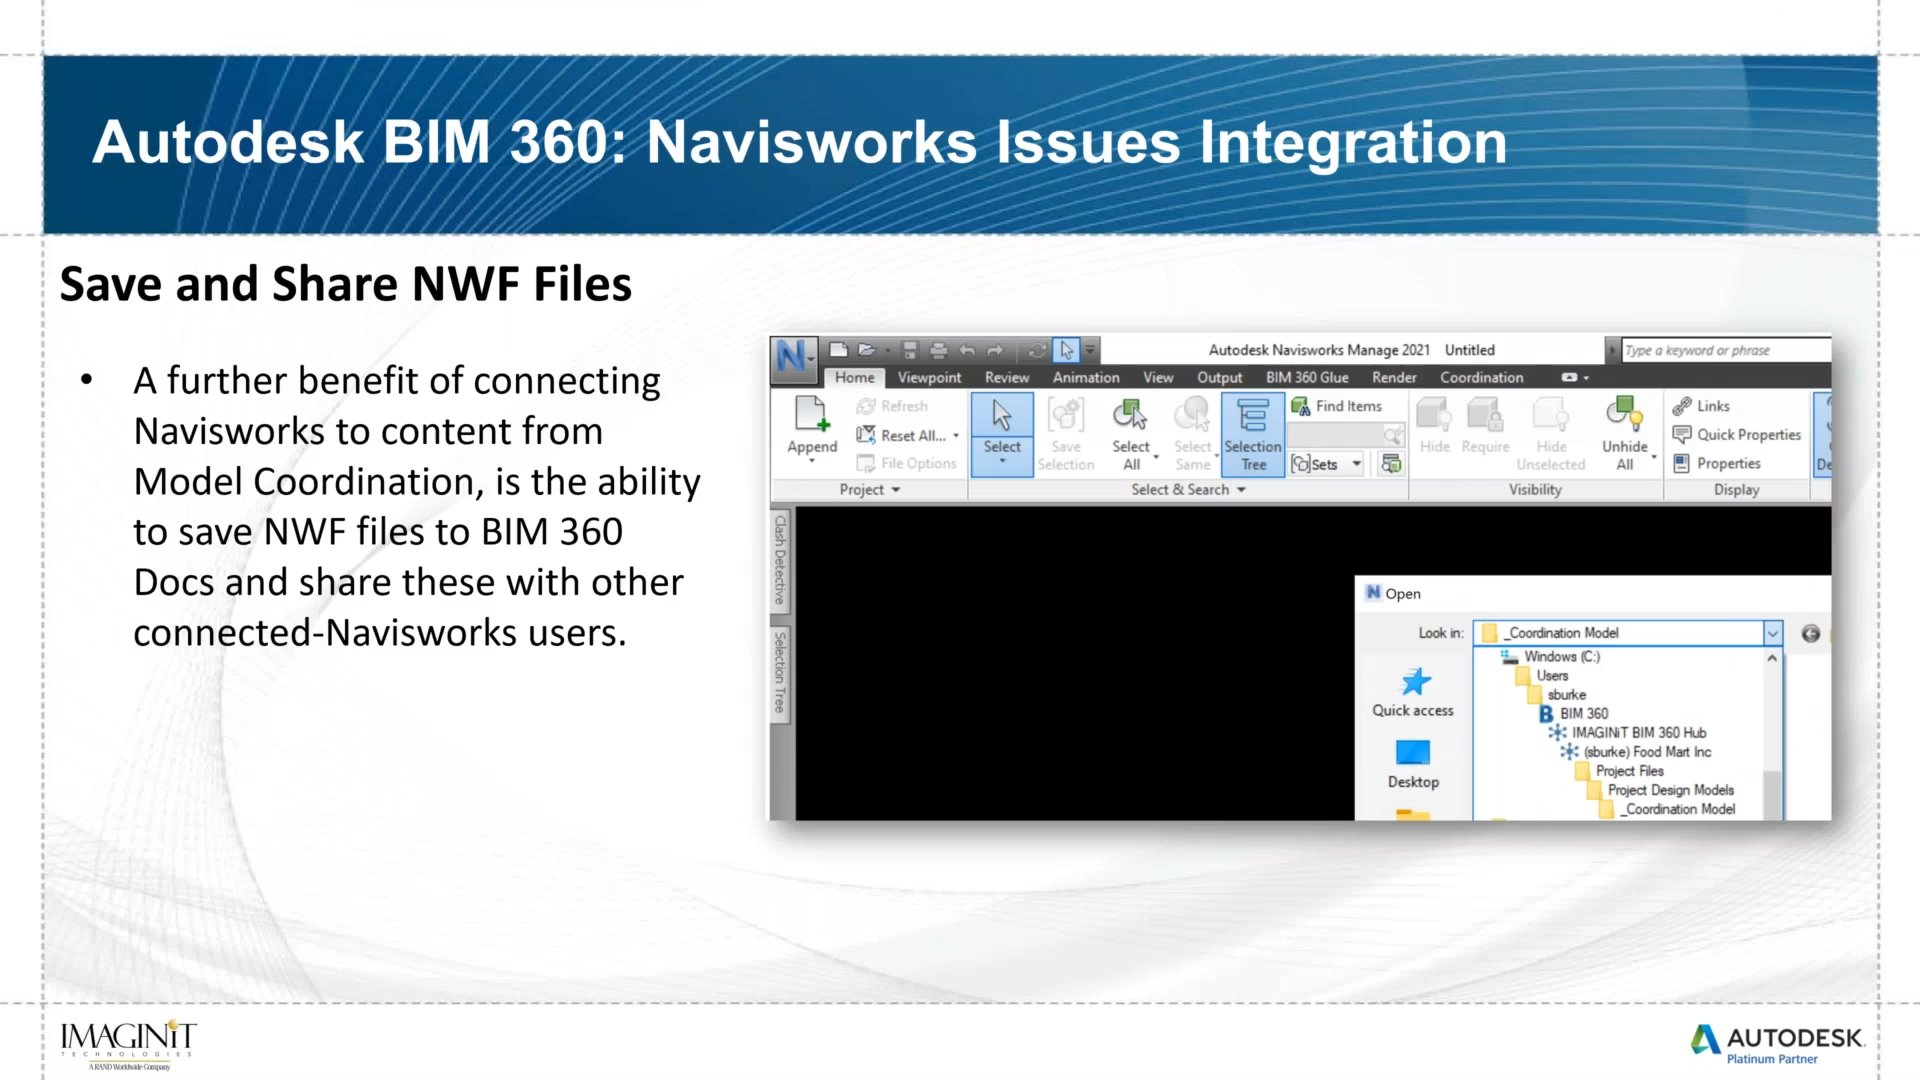 Autodesk BIM 360: Navisworks Issues Integration
Save and Share NWF Files
• A further benefit of connecting
Navisworks to content from
Model Coordination, is the ability
to save NWF files to BIM 360
Docs and share these with other
connected-Navisworks users.
Autodesk Navisworks Manage 2021 Untitled
Type a keyword or phrase
Home Viewpoint Review Animation View Output BIM 360 Glue Render Coordination
Append
Refresh
Reset All...
File Options
Project
Select
Save
Selection
Select
All
Select
Same
Selection
Tree
Find Items
Sets
Select & Search
Hide
Require
Hide
Unselected
Unhide
All
Visibility
Links
Quick Properties
Properties
Display
Clash Detective
Selection Tree
Open
Look in:
_Coordination Model
Windows (C:)
Users
sburke
BIM 360
IMAGINiT BIM 360 Hub
(sburke) Food Mart Inc
Project Files
Project Design Models
_Coordination Model
Quick access
Desktop
IMAGINiT
TECHNOLOGIES
A RAND Worldwide Company
AUTODESK.
Platinum Partner